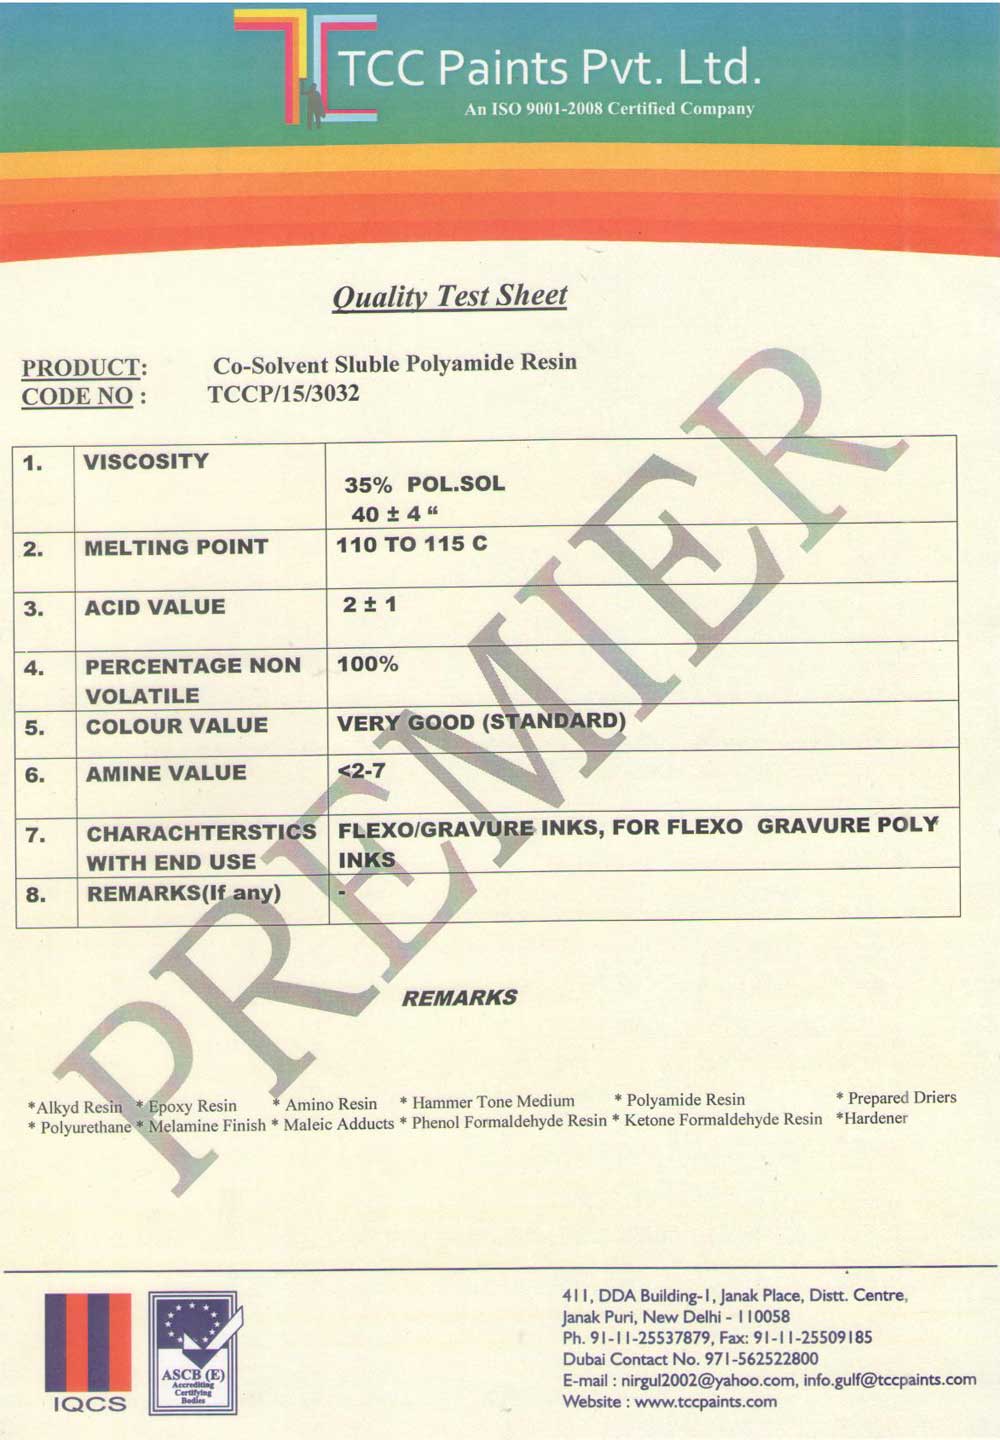 TCC Paints Pvt. Ltd.
An ISO 9001-2008 Certified Company
Quality Test Sheet
PRODUCT: Co-Solvent Sluble Polyamide Resin
CODE NO : TCCP/15/3032
1. VISCOSITY
35% POL.SOL
40 ± 4 “
2. MELTING POINT 110 TO 115 C
3. ACID VALUE 2 ± 1
4. PERCENTAGE NON 100%
VOLATILE
5. COLOUR VALUE VERY GOOD (STANDARD)
6. AMINE VALUE <2-7
7. CHARACHTERSTICS FLEXO/GRAVURE INKS, FOR FLEXO GRAVURE POLY
WITH END USE INKS
8. REMARKS(If any) -
PREMIER
REMARKS
*Alkyd Resin * Epoxy Resin * Amino Resin * Hammer Tone Medium * Polyamide Resin * Prepared Driers
* Polyurethane * Melamine Finish * Maleic Adducts * Phenol Formaldehyde Resin * Ketone Formaldehyde Resin *Hardener
IQCS
ASCB (E)
Accrediting
Certifying
Bodies
411, DDA Building-1, Janak Place, Distt. Centre,
Janak Puri, New Delhi - 110058
Ph. 91-11-25537879, Fax: 91-11-25509185
Dubai Contact No. 971-562522800
E-mail : nirgul2002@yahoo.com, info.gulf@tccpaints.com
Website : www.tccpaints.com